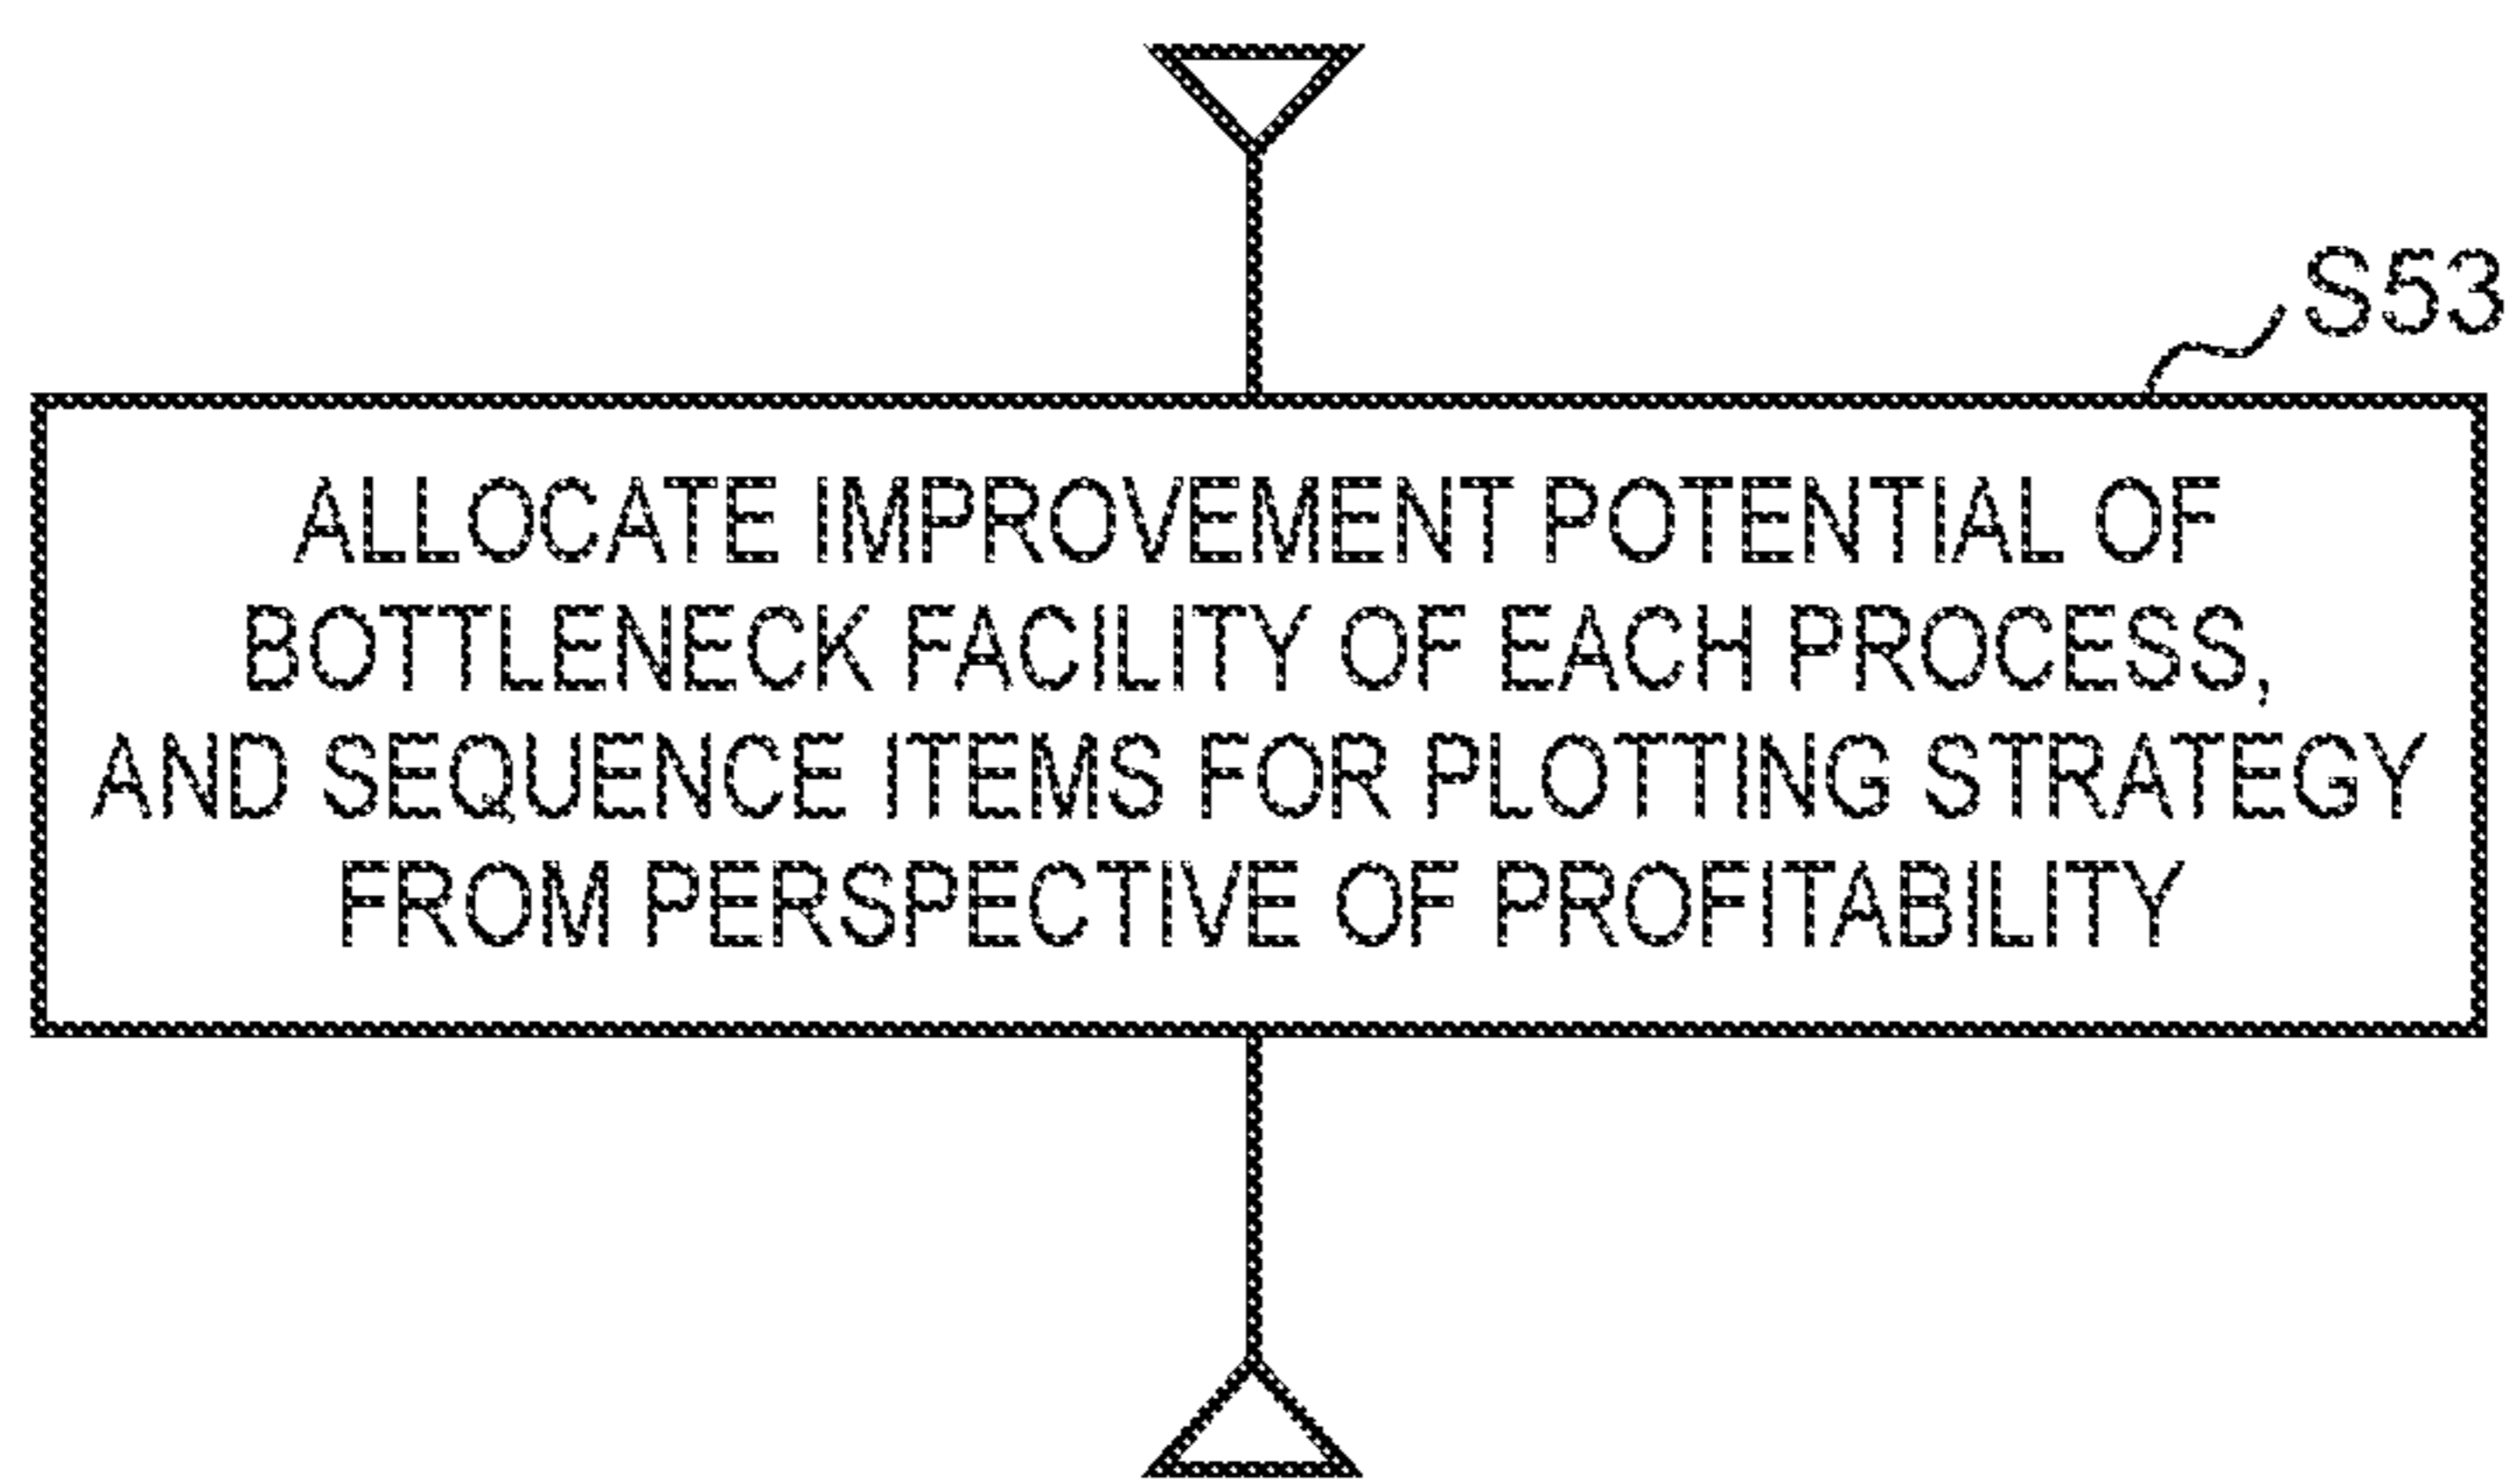 S53
ALLOCATE IMPROVEMENT POTENTIAL OF
BOTTLENECK FACILITY OF EACH PROCESS,
AND SEQUENCE ITEMS FOR PLOTTING STRATEGY
FROM PERSPECTIVE OF PROFITABILITY